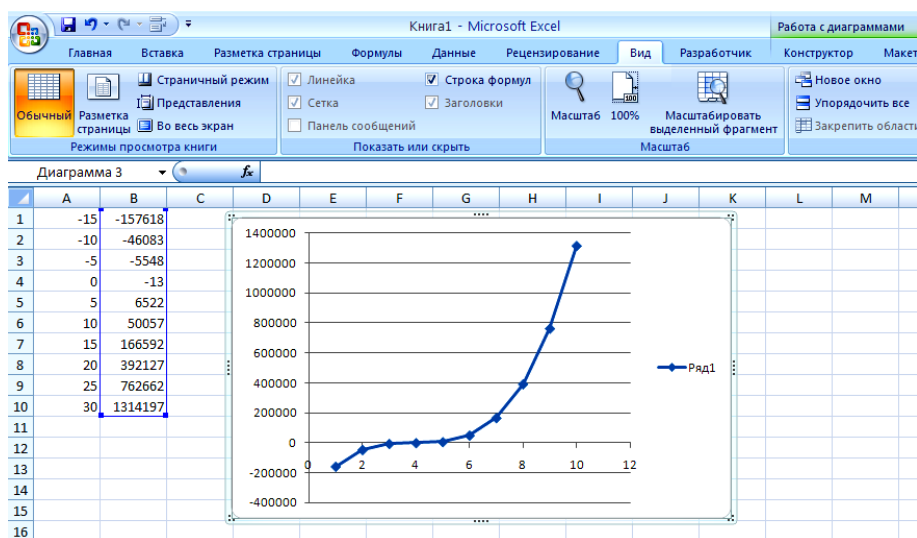 Книга1 - Microsoft Excel
Работа с диаграммами
Главная Вставка Разметка страницы Формулы Данные Рецензирование Вид Разработчик Конструктор Макет
Обычный
Разметка страницы
Страничный режим
Представления
Во весь экран
Режимы просмотра книги
Линейка
Сетка
Панель сообщений
Строка формул
Заголовки
Показать или скрыть
Масштаб
100%
Масштабировать выделенный фрагмент
Масштаб
Новое окно
Упорядочить все
Закрепить области
Диаграмма 3
fx
A B C D E F G H I J K L M
1 -15 -157618
2 -10 -46083
3 -5 -5548
4 0 -13
5 5 6522
6 10 50057
7 15 166592
8 20 392127
9 25 762662
10 30 1314197
11
12
13
14
15
16
1400000
1200000
1000000
800000
600000
400000
200000
0
-200000
-400000
0 2 4 6 8 10 12
Ряд1